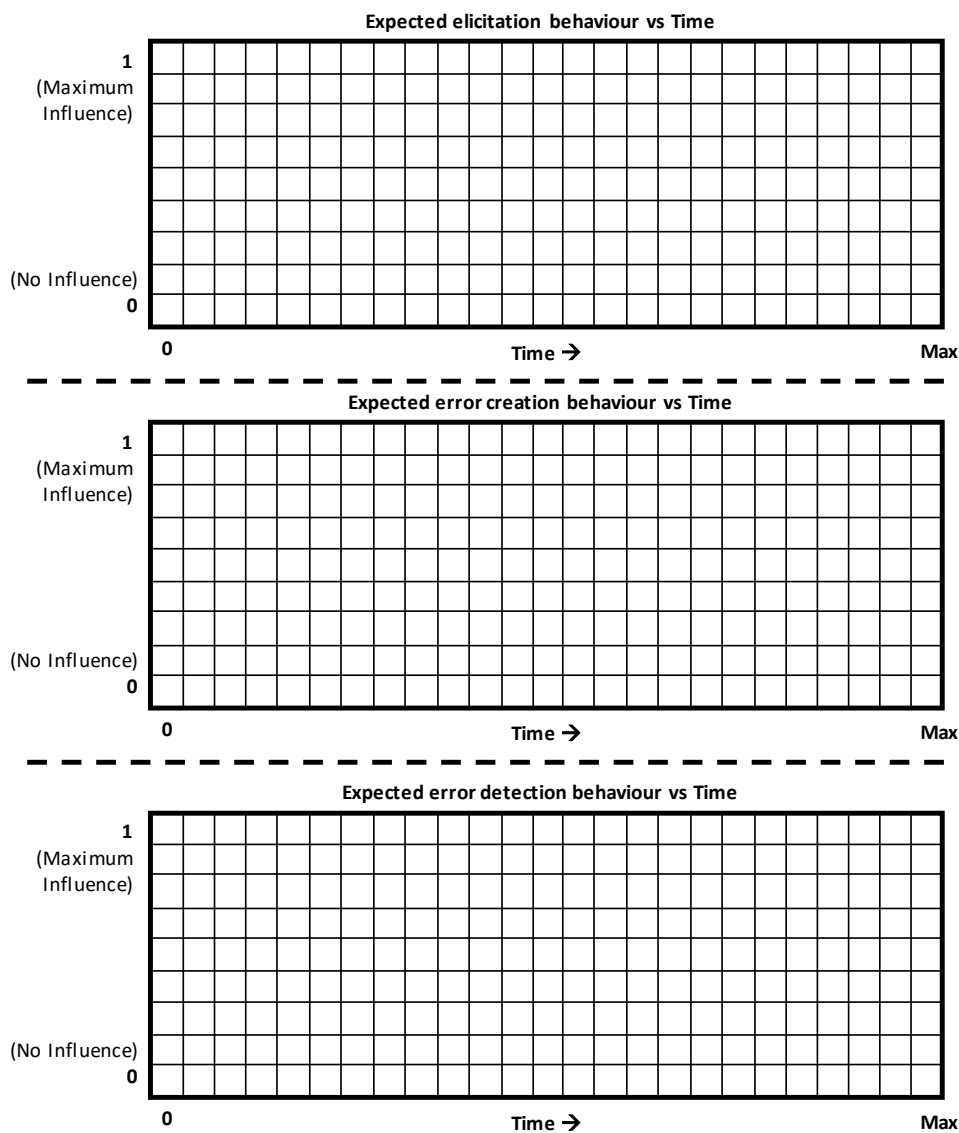 Expected elicitation behaviour vs Time
1
(Maximum
Influence)
(No Influence)
0
0 Time → Max
Expected error creation behaviour vs Time
1
(Maximum
Influence)
(No Influence)
0
0 Time → Max
Expected error detection behaviour vs Time
1
(Maximum
Influence)
(No Influence)
0
0 Time → Max